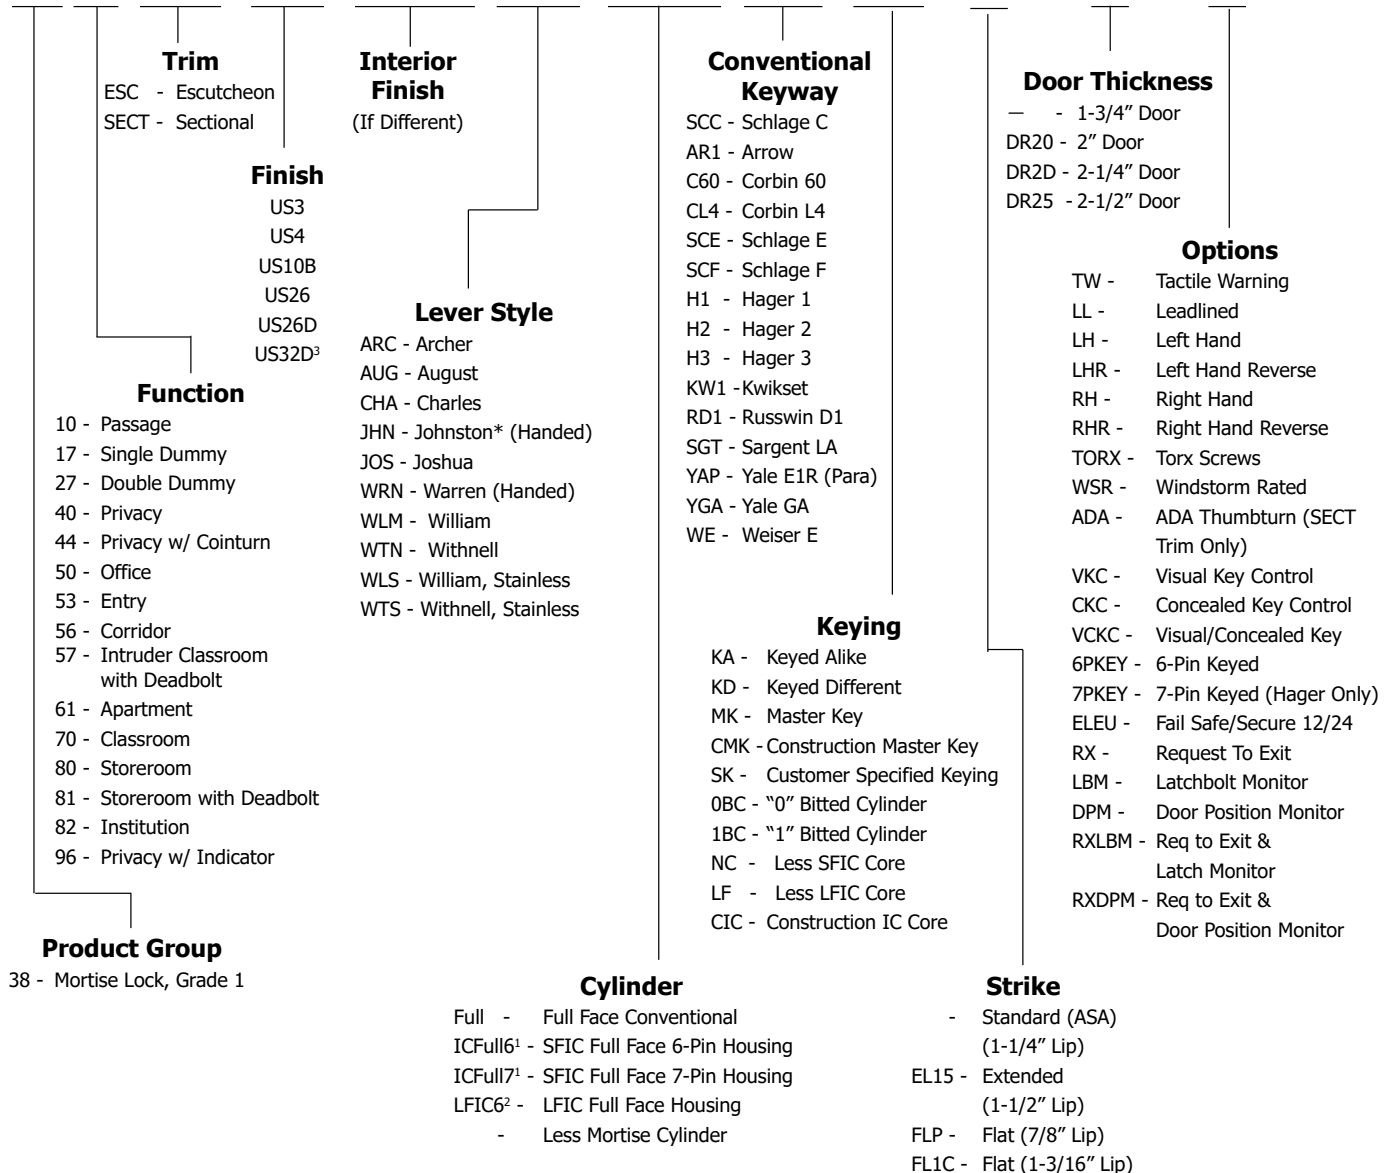 Trim
ESC - Escutcheon
SECT - Sectional
Finish
US3
US4
US10B
US26
US26D
US32D³
Interior
Finish
(If Different)
Function
10 - Passage
17 - Single Dummy
27 - Double Dummy
40 - Privacy
44 - Privacy w/ Cointurn
50 - Office
53 - Entry
56 - Corridor
57 - Intruder Classroom
with Deadbolt
61 - Apartment
70 - Classroom
80 - Storeroom
81 - Storeroom with Deadbolt
82 - Institution
96 - Privacy w/ Indicator
Product Group
38 - Mortise Lock, Grade 1
Lever Style
ARC - Archer
AUG - August
CHA - Charles
JHN - Johnston* (Handed)
JOS - Joshua
WRN - Warren (Handed)
WLM - William
WTN - Withnell
WLS - William, Stainless
WTS - Withnell, Stainless
Cylinder
Full - Full Face Conventional
ICFull6¹ - SFIC Full Face 6-Pin Housing
ICFull7¹ - SFIC Full Face 7-Pin Housing
LFIC6² - LFIC Full Face Housing
- Less Mortise Cylinder
Conventional
Keyway
SCC - Schlage C
AR1 - Arrow
C60 - Corbin 60
CL4 - Corbin L4
SCE - Schlage E
SCF - Schlage F
H1 - Hager 1
H2 - Hager 2
H3 - Hager 3
KW1 - Kwikset
RD1 - Russwin D1
SGT - Sargent LA
YAP - Yale E1R (Para)
YGA - Yale GA
WE - Weiser E
Keying
KA - Keyed Alike
KD - Keyed Different
MK - Master Key
CMK - Construction Master Key
SK - Customer Specified Keying
0BC - “0” Bitted Cylinder
1BC - “1” Bitted Cylinder
NC - Less SFIC Core
LF - Less LFIC Core
CIC - Construction IC Core
Strike
- Standard (ASA)
(1-1/4” Lip)
EL15 - Extended
(1-1/2” Lip)
FLP - Flat (7/8” Lip)
FL1C - Flat (1-3/16” Lip)
Door Thickness
— - 1-3/4” Door
DR20 - 2” Door
DR2D - 2-1/4” Door
DR25 - 2-1/2” Door
Options
TW - Tactile Warning
LL - Leadlined
LH - Left Hand
LHR - Left Hand Reverse
RH - Right Hand
RHR - Right Hand Reverse
TORX - Torx Screws
WSR - Windstorm Rated
ADA - ADA Thumbturn (SECT
Trim Only)
VKC - Visual Key Control
CKC - Concealed Key Control
VCKC - Visual/Concealed Key
6PKEY - 6-Pin Keyed
7PKEY - 7-Pin Keyed (Hager Only)
ELEU - Fail Safe/Secure 12/24
RX - Request To Exit
LBM - Latchbolt Monitor
DPM - Door Position Monitor
RXLBM - Req to Exit &
Latch Monitor
RXDPM - Req to Exit &
Door Position Monitor